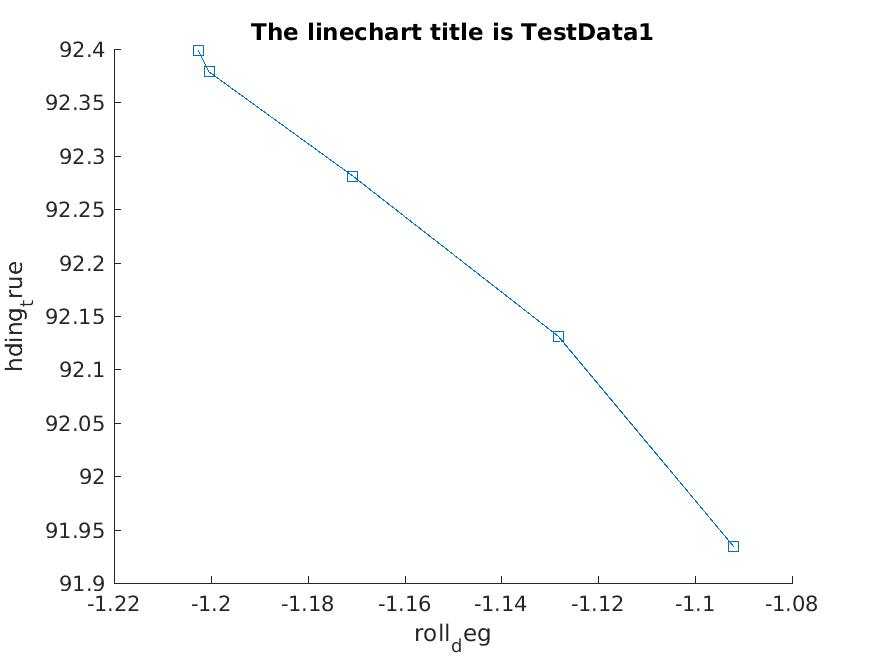 The linechart title is TestData1
92.4
92.35
92.3
92.25
92.2
92.15
92.1
92.05
92
91.95
91.9
hding_true
-1.22 -1.2 -1.18 -1.16 -1.14 -1.12 -1.1 -1.08
roll_deg